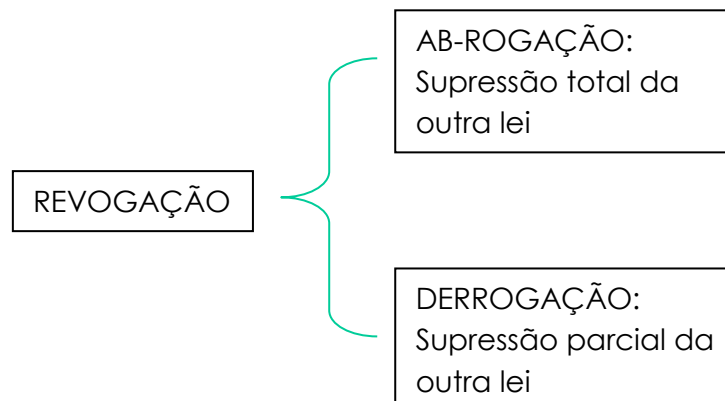 AB-ROGAÇÃO:
Supressão total da
outra lei
REVOGAÇÃO
DERROGAÇÃO:
Supressão parcial da
outra lei